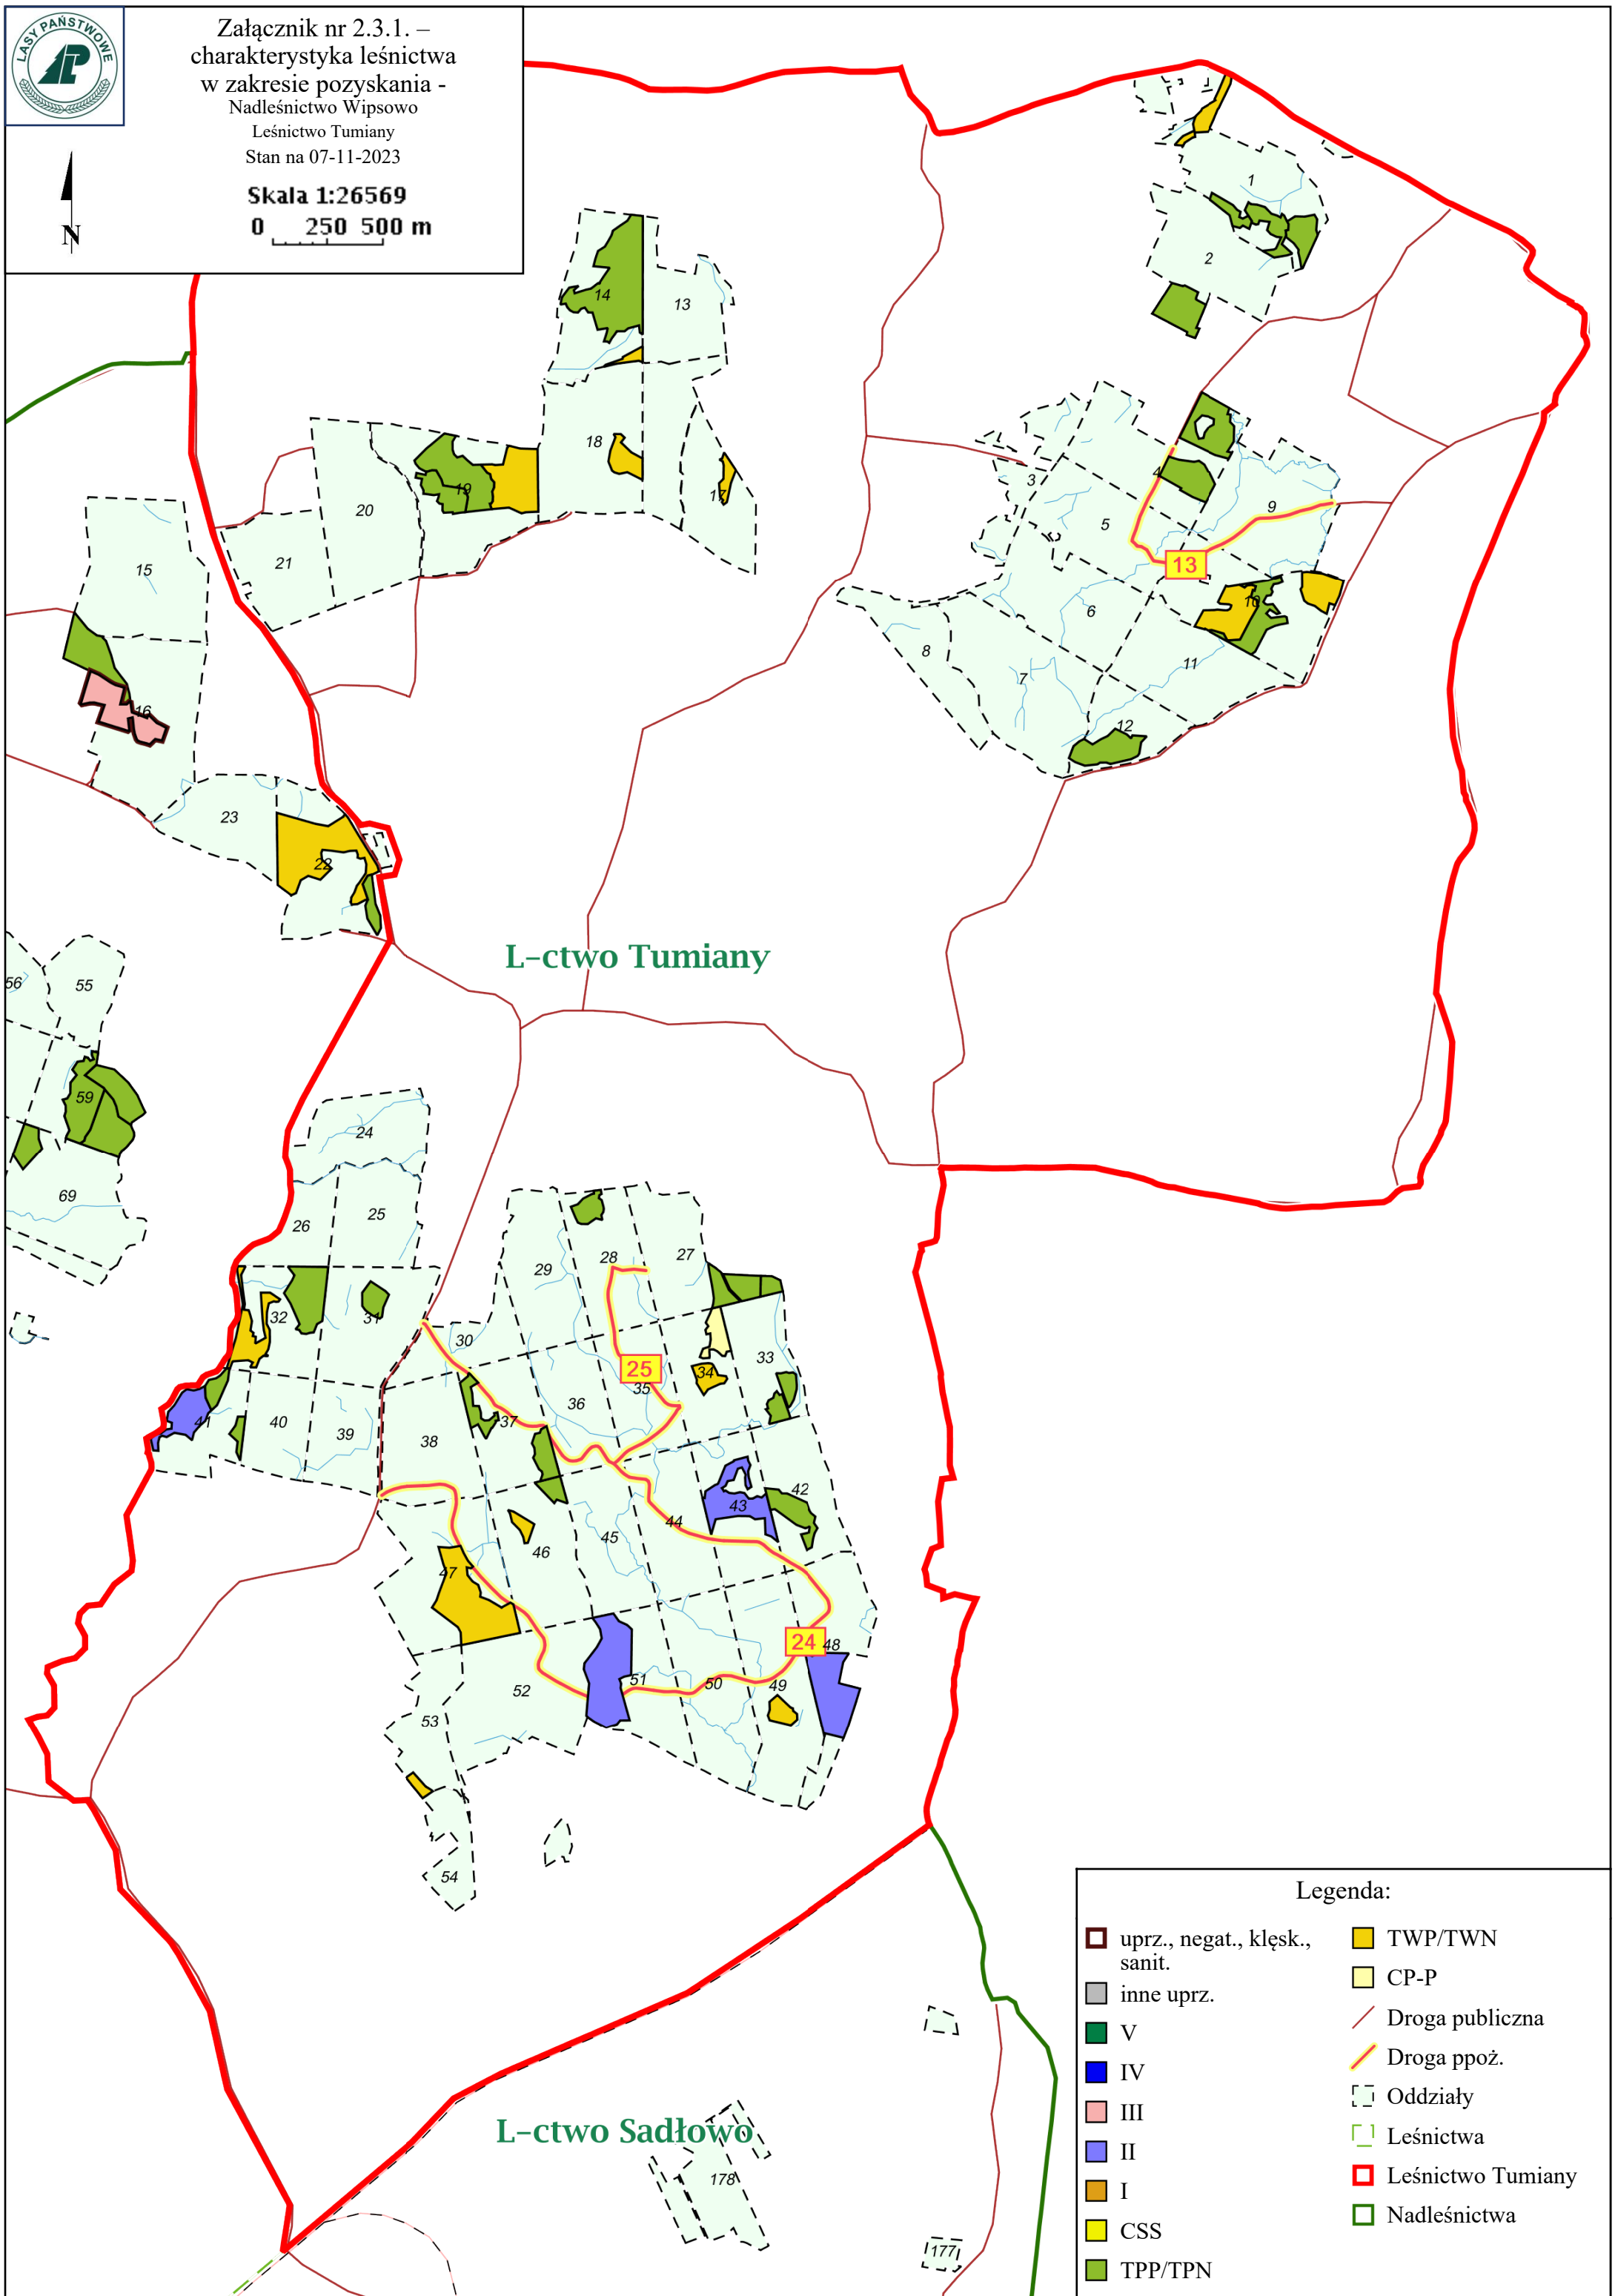 LASY PAŃSTWOWE
Załącznik nr 2.3.1. –
charakterystyka leśnictwa
w zakresie pozyskania -
Nadleśnictwo Wipsowo
Leśnictwo Tumiany
Stan na 07-11-2023
Skala 1:26569
0 250 500 m
N
1
2
14
13
18
17
19
20
21
15
16
3
4
5
9
13
10
6
11
8
7
12
23
22
L-ctwo Tumiany
56
55
59
69
24
26
25
29
28
27
32
31
30
25
34
33
35
36
37
41
40
39
38
43
42
44
45
46
47
24
48
51
50
49
52
53
54
L-ctwo Sadłowo
178
177
Legenda:
uprz., negat., klęsk.,
sanit.
inne uprz.
V
IV
III
II
I
CSS
TPP/TPN
TWP/TWN
CP-P
Droga publiczna
Droga ppoż.
Oddziały
Leśnictwa
Leśnictwo Tumiany
Nadleśnictwa